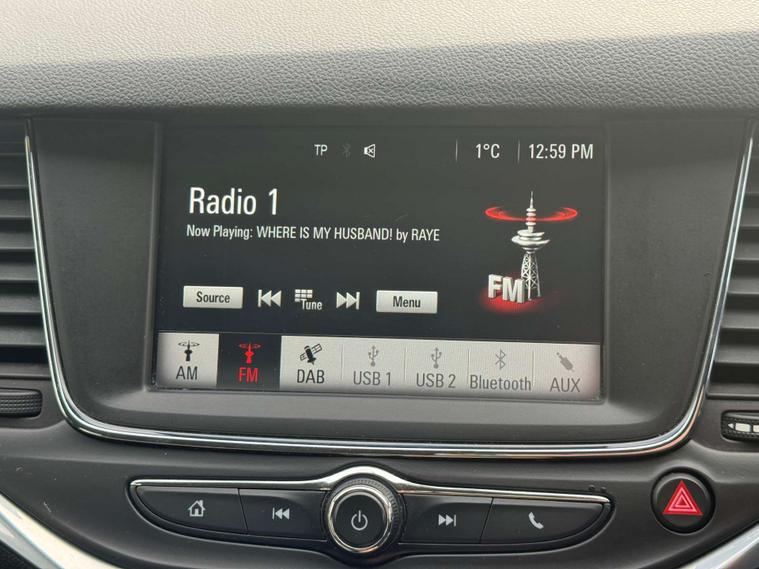 TP 1°C 12:59 PM
Radio 1
Now Playing: WHERE IS MY HUSBAND! by RAYE
FM
Source Tune Menu
AM FM DAB USB 1 USB 2 Bluetooth AUX